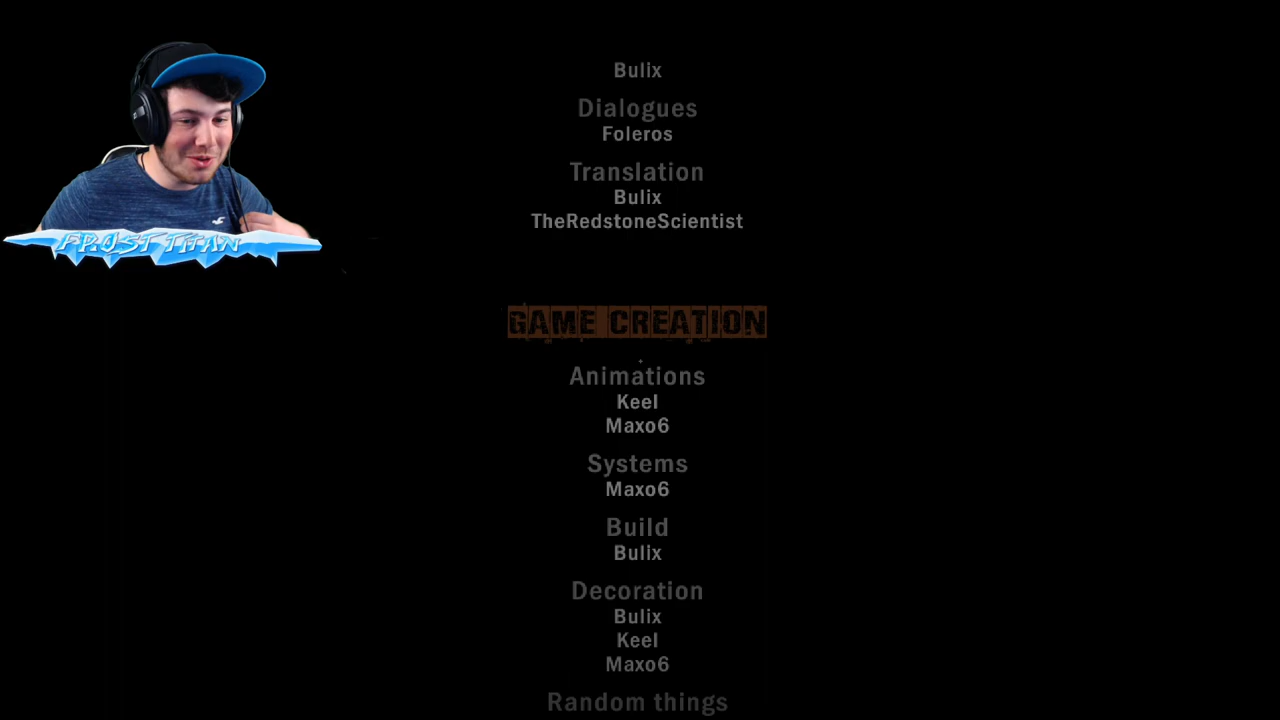 Bulix
Dialogues
Foleros
Translation
Bulix
TheRedstoneScientist
FROST TITAN
GAME CREATION
Animations
Keel
Maxo6
Systems
Maxo6
Build
Bulix
Decoration
Bulix
Keel
Maxo6
Random things